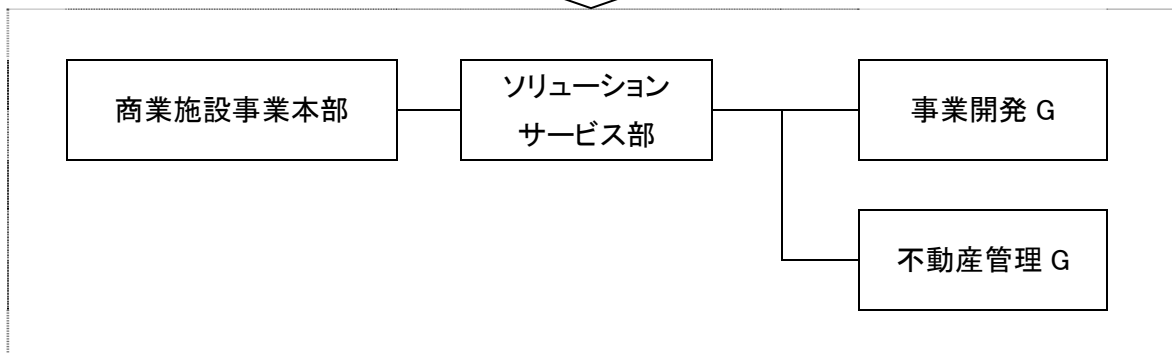 商業施設事業本部
ソリューション
サービス部
事業開発 G
不動産管理 G